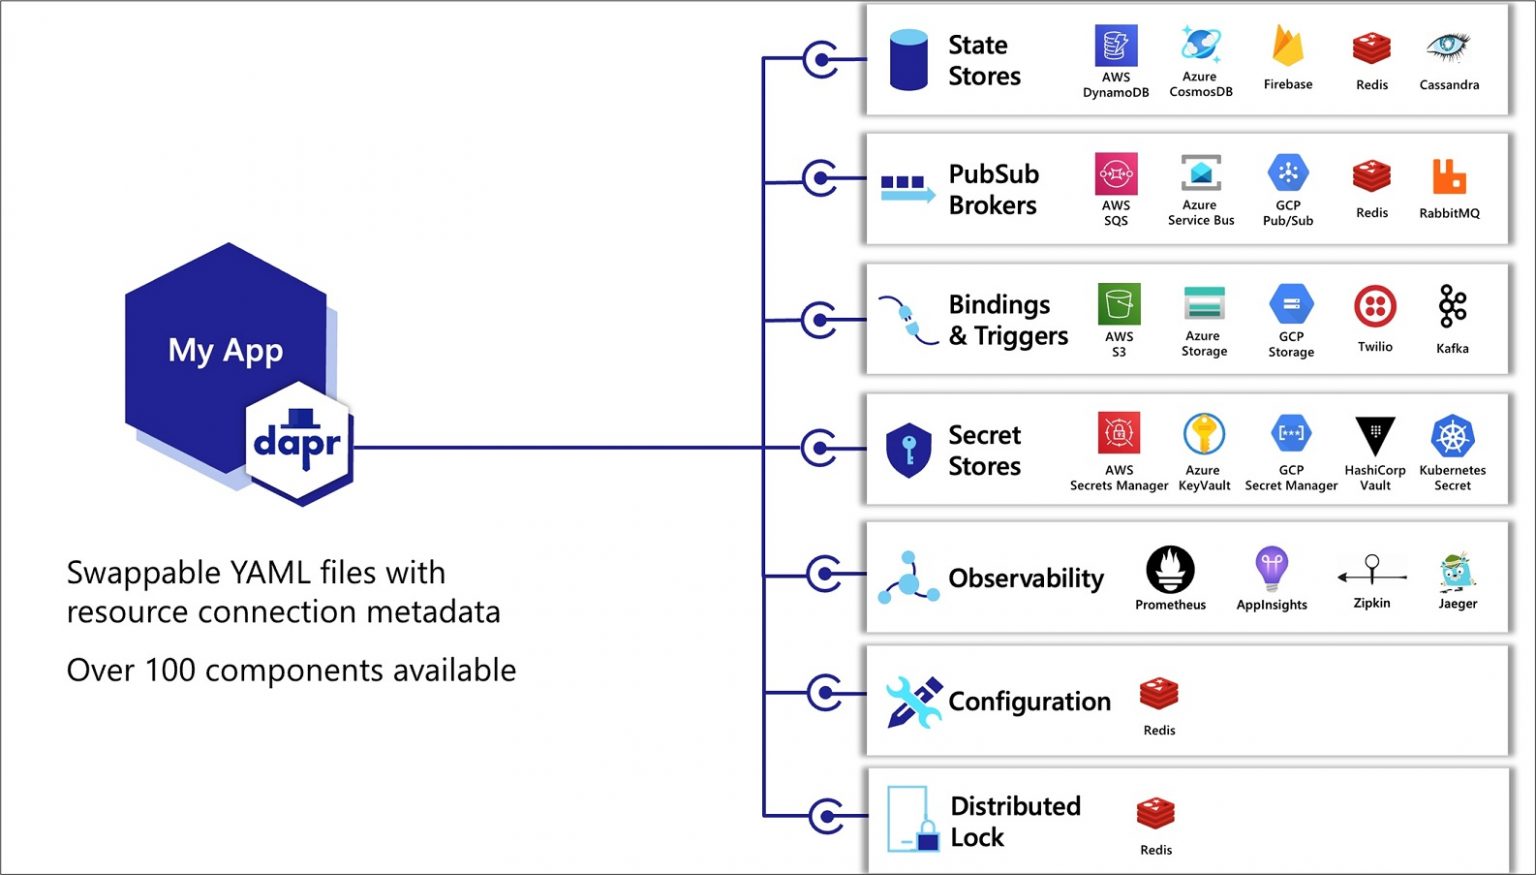 My App
dapr
Swappable YAML files with
resource connection metadata
Over 100 components available
State
Stores
AWS
DynamoDB
Azure
CosmosDB
Firebase
Redis
Cassandra
PubSub
Brokers
AWS
SQS
Azure
Service Bus
GCP
Pub/Sub
Redis
RabbitMQ
Bindings
& Triggers
AWS
S3
Azure
Storage
GCP
Storage
Twilio
Kafka
Secret
Stores
AWS
Secrets Manager
Azure
KeyVault
GCP
Secret Manager
HashiCorp
Vault
Kubernetes
Secret
Observability
Prometheus
AppInsights
Zipkin
Jaeger
Configuration
Redis
Distributed
Lock
Redis